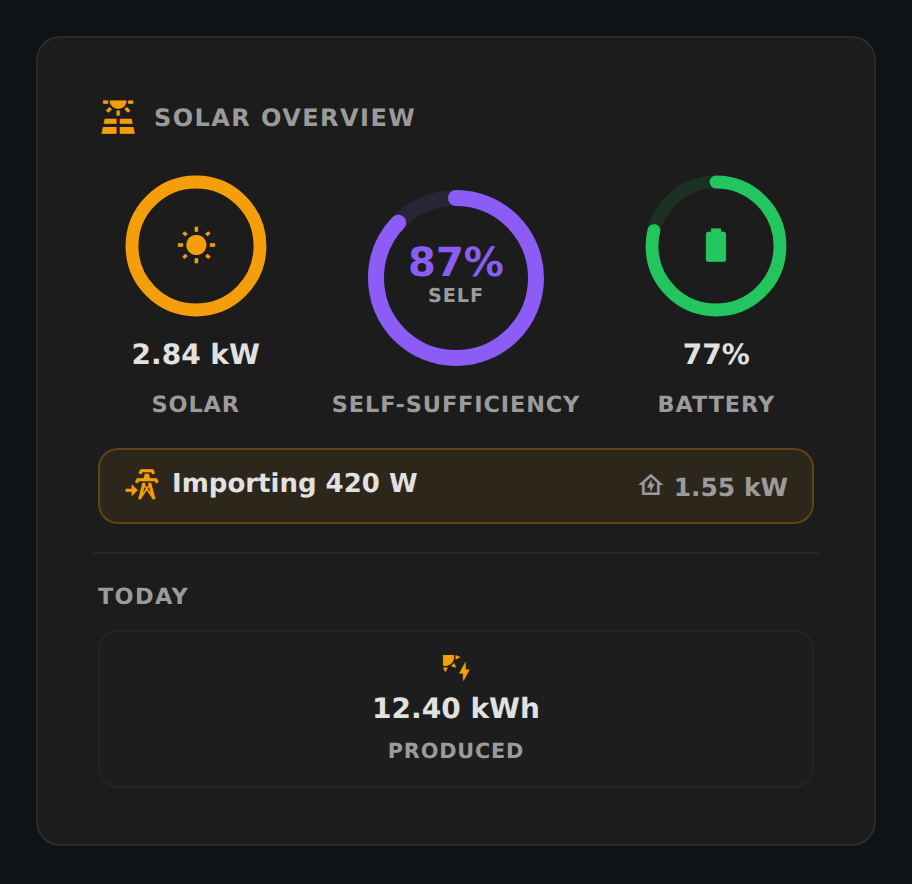 SOLAR OVERVIEW
87%
SELF
2.84 kW
77%
SOLAR
SELF-SUFFICIENCY
BATTERY
Importing 420 W
1.55 kW
TODAY
12.40 kWh
PRODUCED